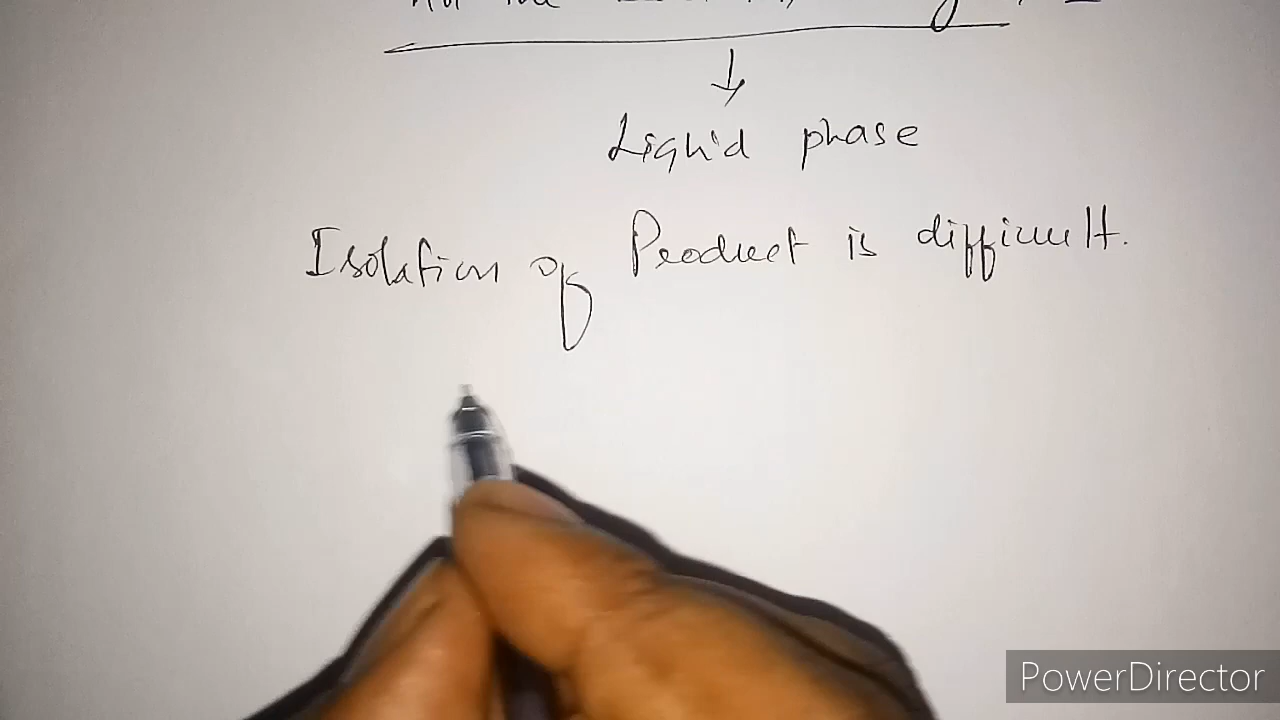 Liquid phase
Isolation of Product is difficult.
PowerDirector